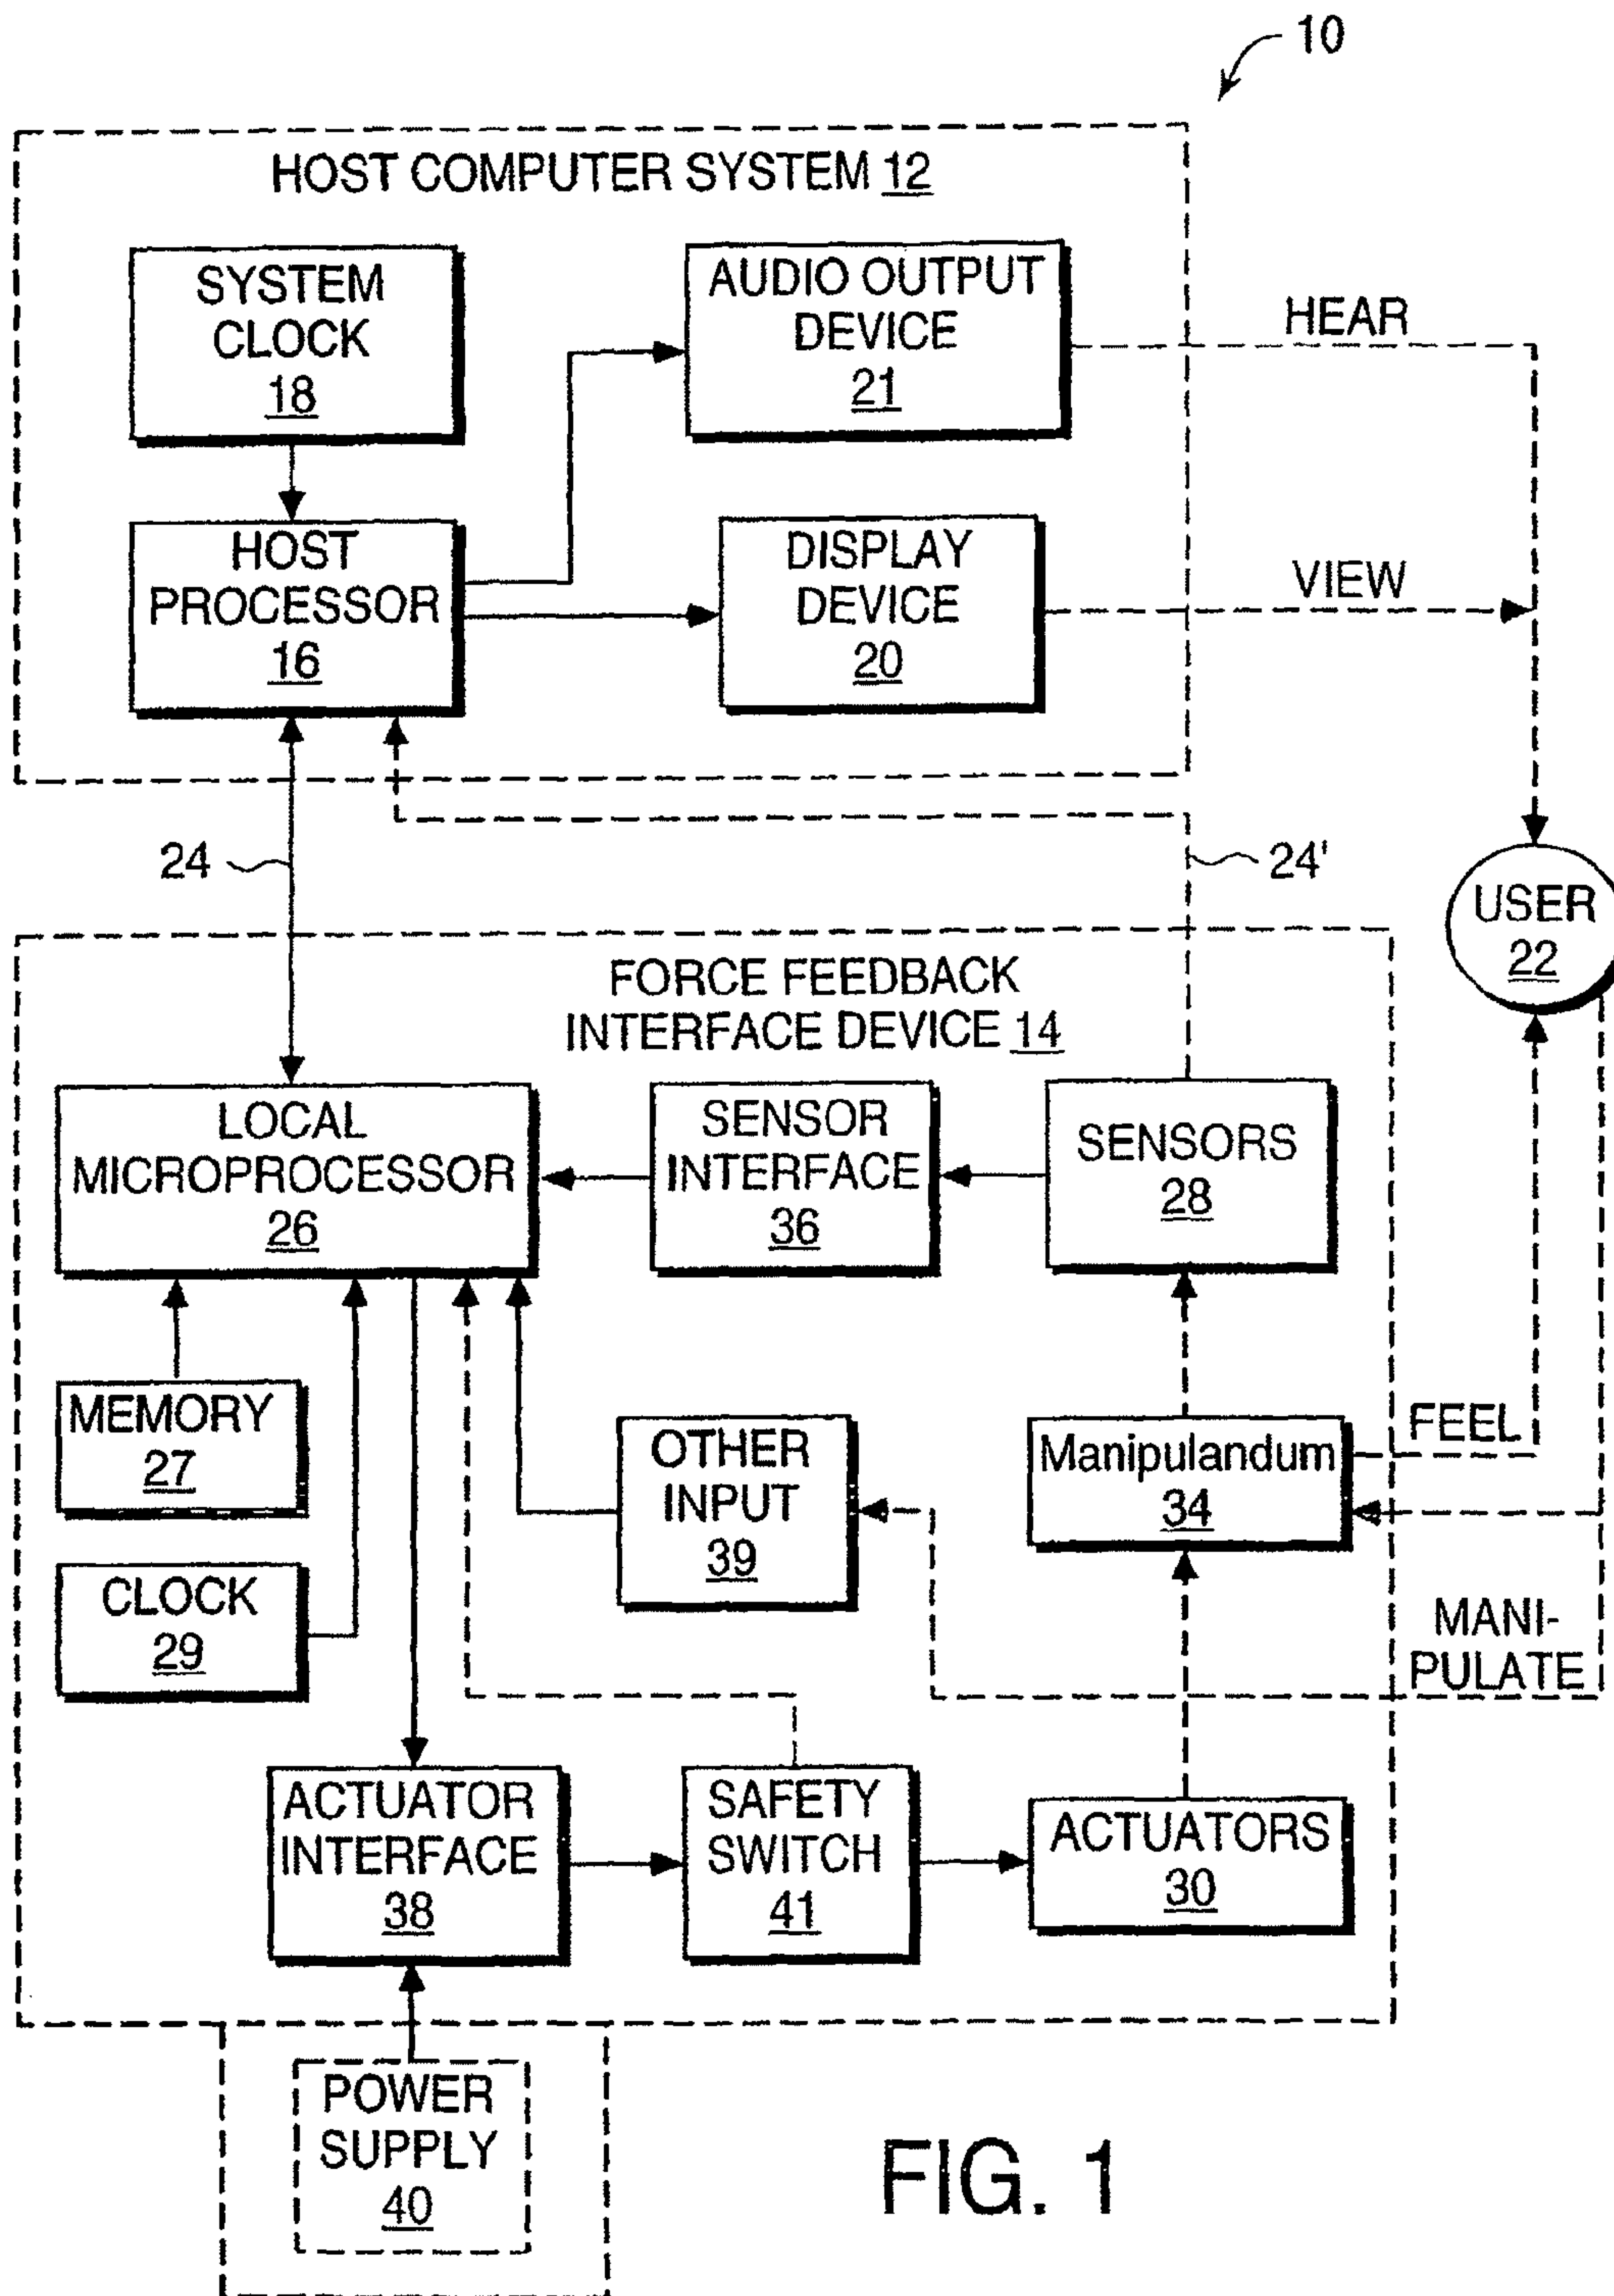 10
HOST COMPUTER SYSTEM 12
SYSTEM
CLOCK
18
AUDIO OUTPUT
DEVICE
21
HEAR
HOST
PROCESSOR
16
DISPLAY
DEVICE
20
VIEW
24
24'
USER
22
FORCE FEEDBACK
INTERFACE DEVICE 14
LOCAL
MICROPROCESSOR
26
SENSOR
INTERFACE
36
SENSORS
28
MEMORY
27
OTHER
INPUT
39
Manipulandum
34
FEEL
CLOCK
29
MANI-
PULATE
ACTUATOR
INTERFACE
38
SAFETY
SWITCH
41
ACTUATORS
30
POWER
SUPPLY
40
FIG. 1